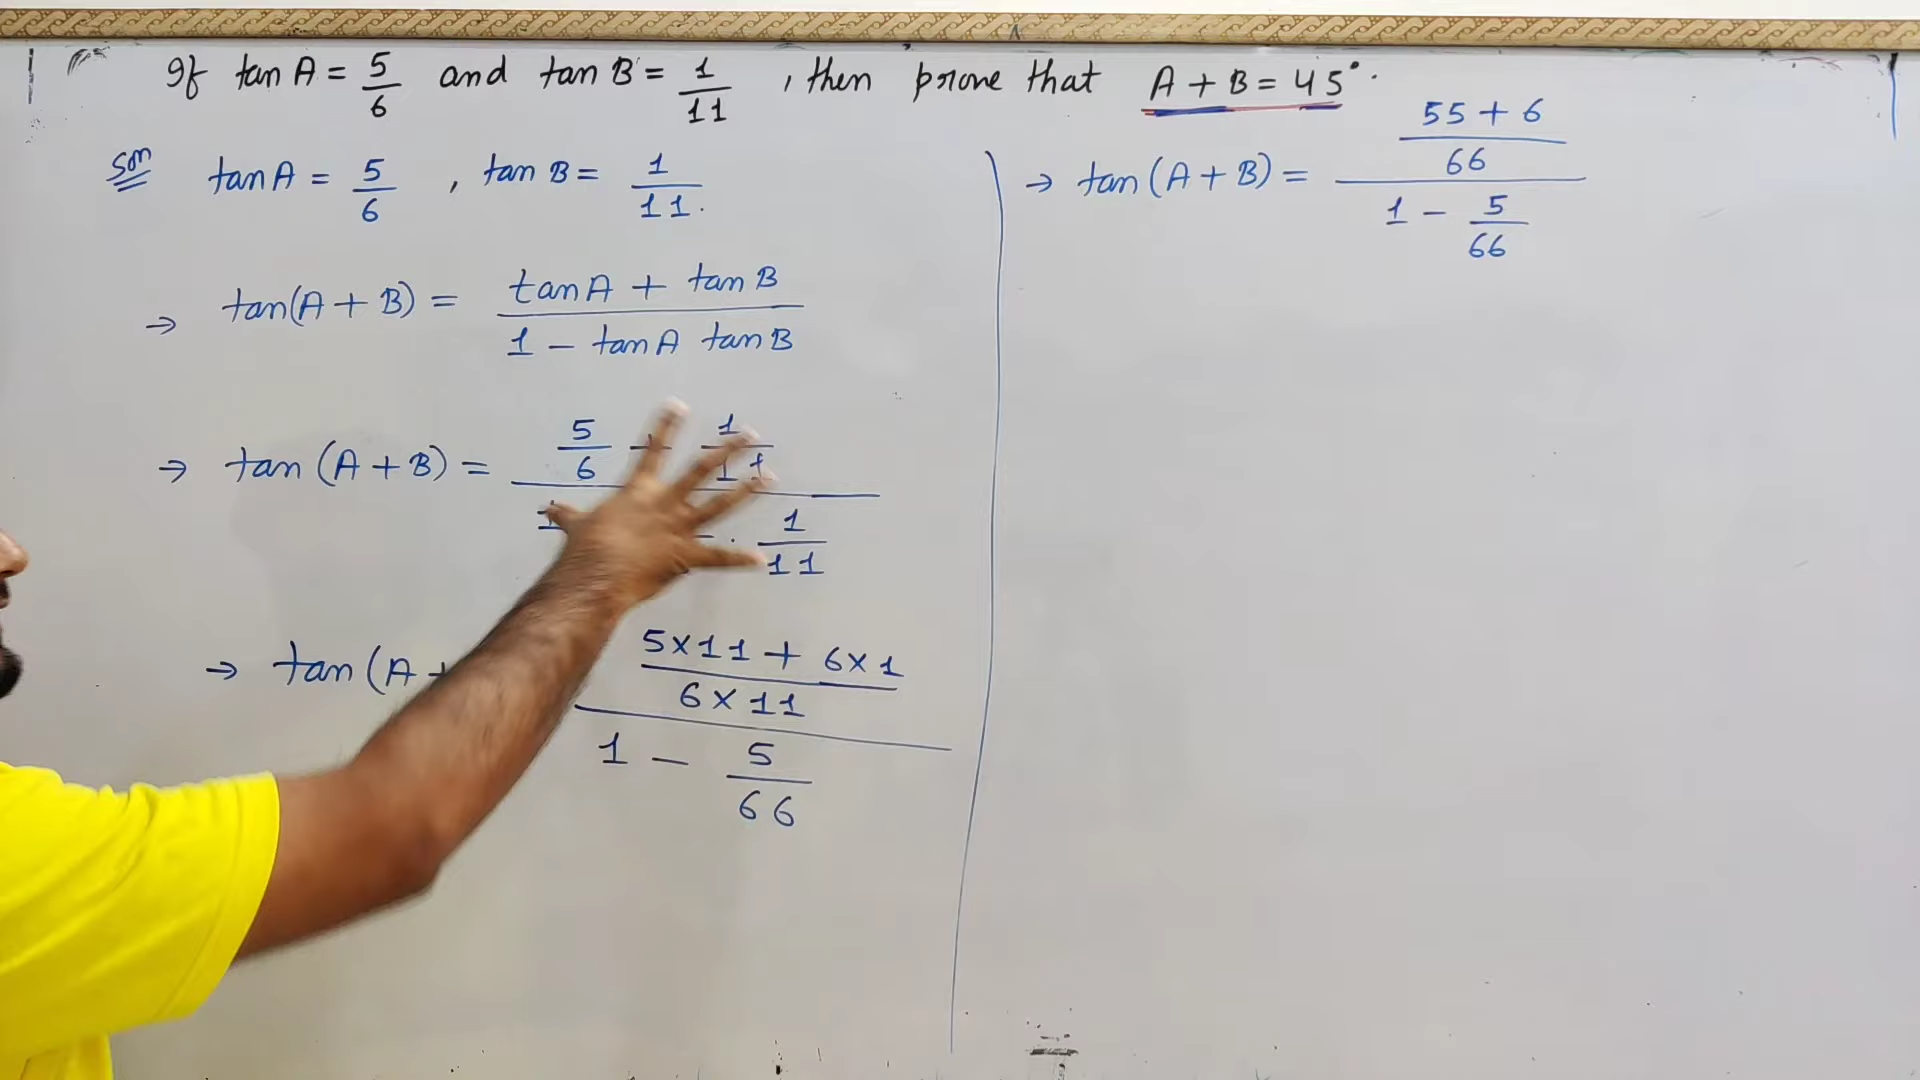 If tan A = 5/6 and tan B = 1/11 , then prove that A + B = 45°.
Soln tan A = 5/6 , tan B = 1/11.
→ tan(A + B) = (tan A + tan B)/(1 - tan A tan B)
→ tan (A + B) = (5/6 + 1/11)/(1 · 1/11)
→ tan (A + (5×11 + 6×1)/(6×11)/(1 - 5/66)
→ tan (A + B) = ((55 + 6)/66)/(1 - 5/66)